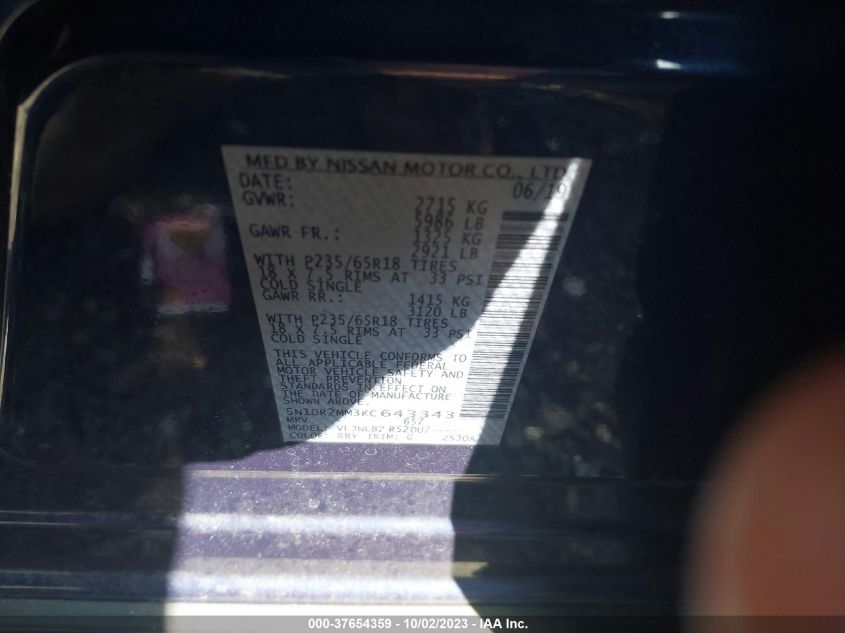 MFD BY NISSAN MOTOR CO., LTD
DATE: 06/19
GVWR: 2715 KG
5986 LB
GAWR FR.: 1325 KG
2921 LB
WITH P235/65R18 TIRES
18 X 7.5 RIMS AT 33 PSI
COLD SINGLE
GAWR RR.: 1415 KG
3120 LB
WITH P235/65R18 TIRES
18 X 7.5 RIMS AT 33 PSI
COLD SINGLE
THIS VEHICLE CONFORMS TO
ALL APPLICABLE FEDERAL
MOTOR VEHICLE SAFETY AND
THEFT PREVENTION
STANDARDS IN EFFECT ON
THE DATE OF MANUFACTURE
SHOWN ABOVE.
5N1DR2MM3KC643343
MPV 652
MODEL:
COLOR: RBY TRIM: G
000-37654359 - 10/02/2023 - IAA Inc.